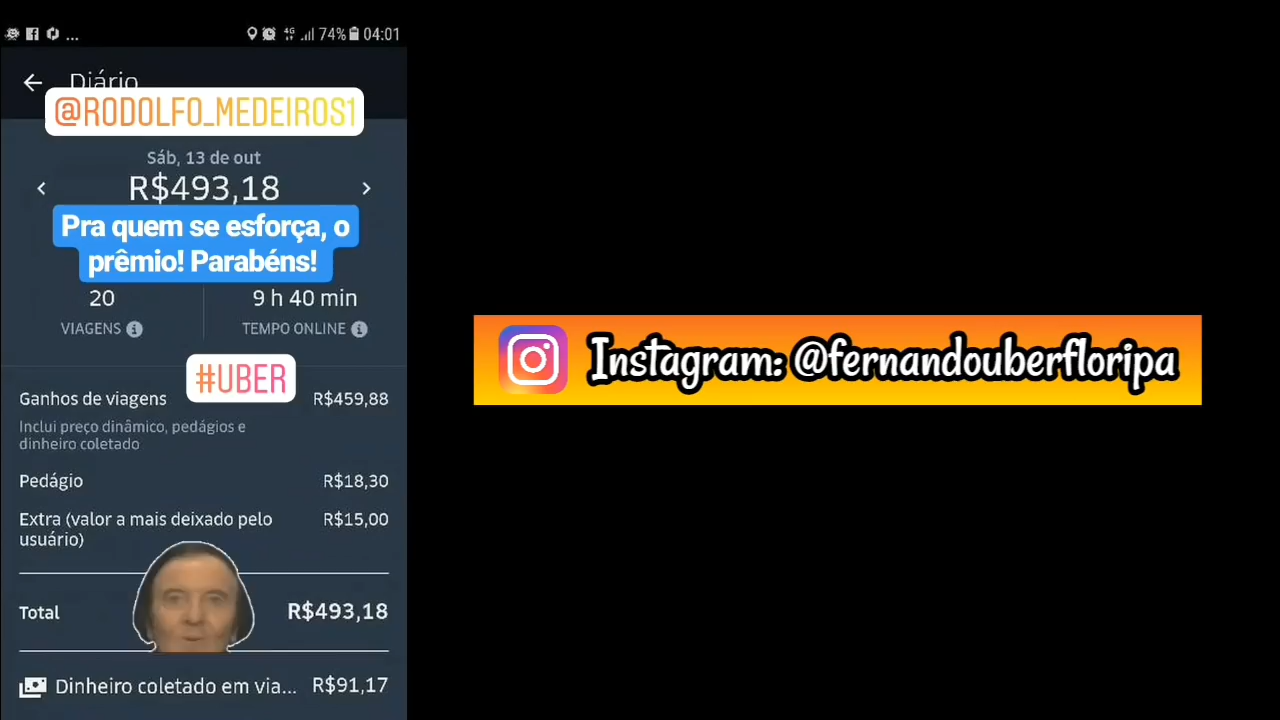 ... 4G 74% 04:01
Diário
@RODOLFO_MEDEIROS1
Sáb, 13 de out
R$493,18
Pra quem se esforça, o
prêmio! Parabéns!
20 9 h 40 min
VIAGENS TEMPO ONLINE
#UBER
Ganhos de viagens R$459,88
Inclui preço dinâmico, pedágios e
dinheiro coletado
Pedágio R$18,30
Extra (valor a mais deixado pelo R$15,00
usuário)
Total R$493,18
Dinheiro coletado em via... R$91,17
Instagram: @fernandouberfloripa